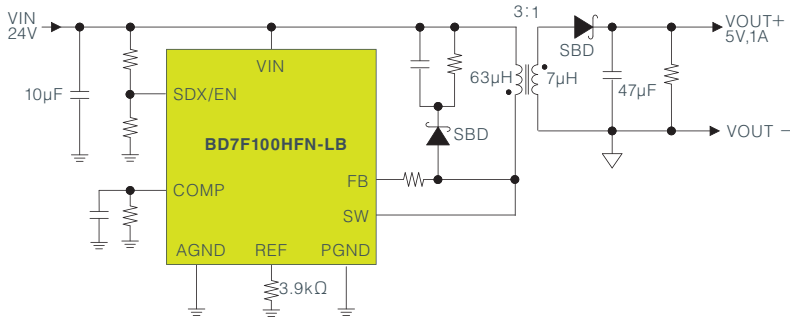 VIN
24V
3:1
VOUT+
5V,1A
SBD
VIN
63µH
7µH
10µF
SDX/EN
47µF
BD7F100HFN-LB
SBD
VOUT −
FB
COMP
SW
AGND
REF
PGND
3.9kΩ